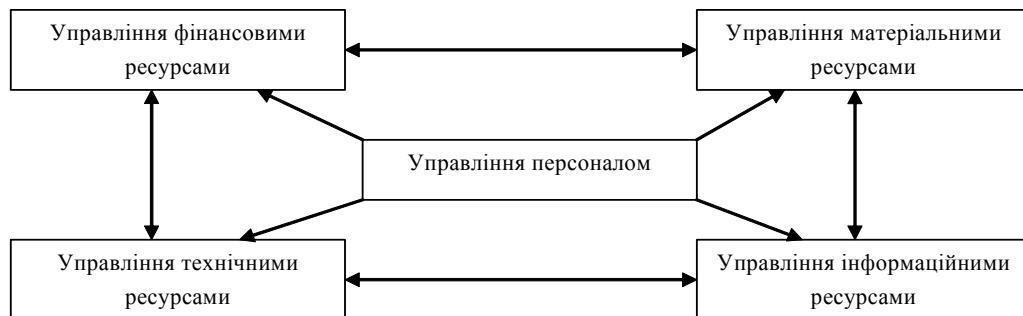 Управління фінансовими
ресурсами
Управління матеріальними
ресурсами
Управління персоналом
Управління технічними
ресурсами
Управління інформаційними
ресурсами